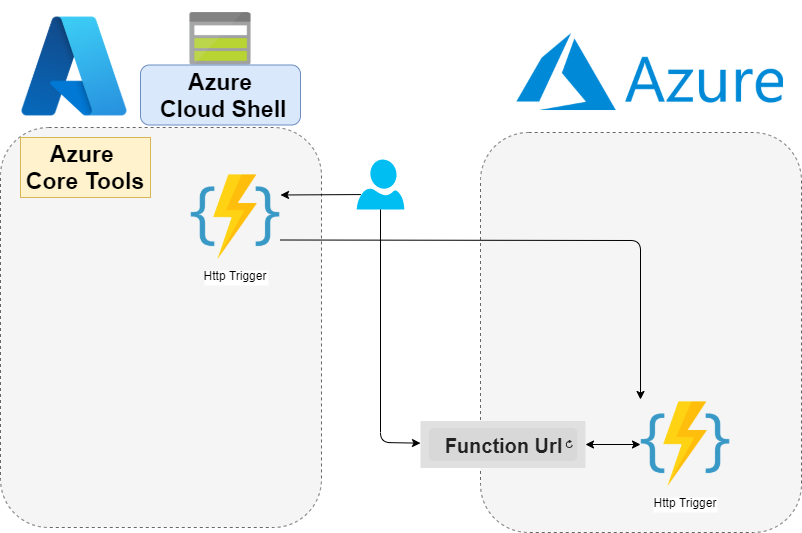 Azure
Cloud Shell
Azure
Azure
Core Tools
Http Trigger
Function Url
Http Trigger